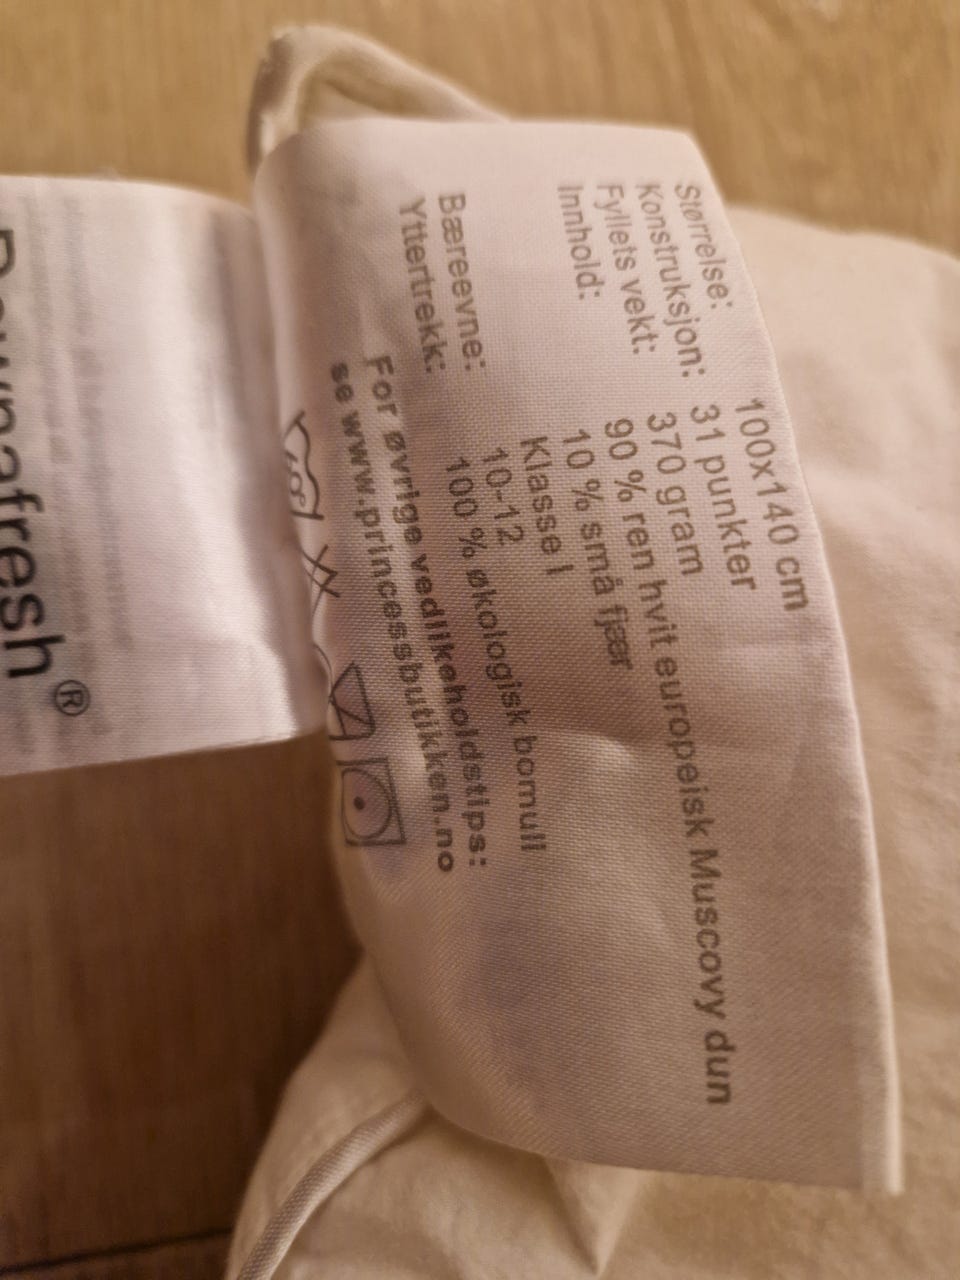 Størrelse: 100x140 cm
Konstruksjon: 31 punkter
Fyllets vekt: 370 gram
Innhold: 90 % ren hvit europeisk Muscovy dun
10 % små fjær
Klasse I
Bæreevne: 10-12
Yttertrekk: 100 % økologisk bomull
For øvrige vedlikeholdstips:
se www.princessbutikken.no
Downafresh®